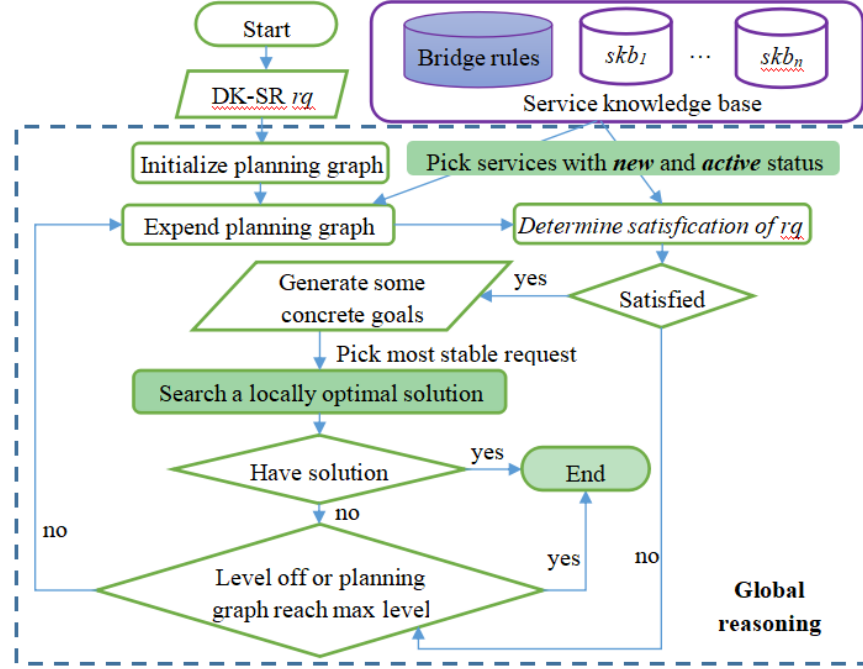 Start
Bridge rules
skb1
...
skbn
Service knowledge base
DK-SR rq
Initialize planning graph
Pick services with new and active status
Expend planning graph
Determine satisfication of rq
Generate some
concrete goals
yes
Satisfied
Pick most stable request
Search a locally optimal solution
Have solution
yes
End
no
no
yes
no
Level off or planning
graph reach max level
Global
reasoning